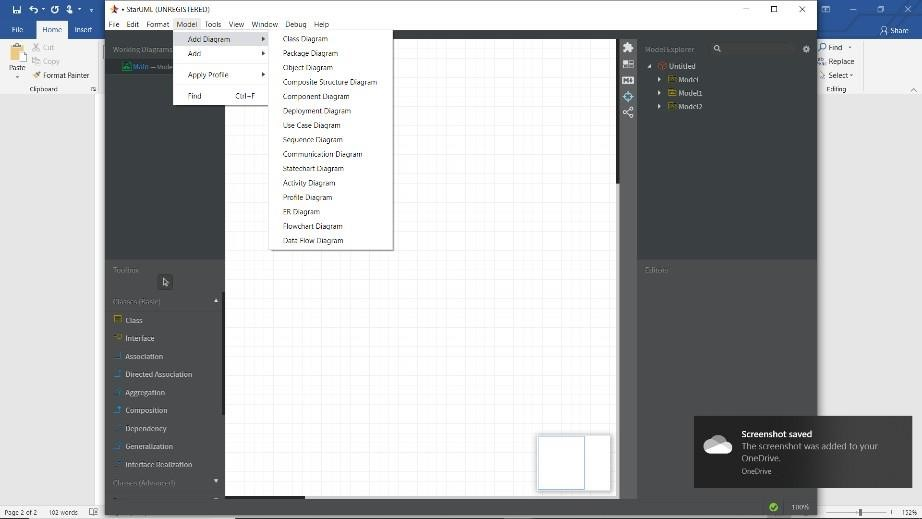 • StarUML (UNREGISTERED)
File Edit Format Model Tools View Window Debug Help
File Home Insert
Share
Paste
Cut
Copy
Format Painter
Clipboard
Working Diagrams
Main — Mode
Add Diagram
Add
Apply Profile
Find Ctrl+F
Class Diagram
Package Diagram
Object Diagram
Composite Structure Diagram
Component Diagram
Deployment Diagram
Use Case Diagram
Sequence Diagram
Communication Diagram
Statechart Diagram
Activity Diagram
Profile Diagram
ER Diagram
Flowchart Diagram
Data Flow Diagram
Model Explorer
Untitled
Model
Model1
Model2
Find
Replace
Select
Editing
Toolbox
Classes (Basic)
Class
Interface
Association
Directed Association
Aggregation
Composition
Dependency
Generalization
Interface Realization
Classes (Advanced)
Editors
Screenshot saved
The screenshot was added to your
OneDrive.
OneDrive
100%
Page 2 of 2 102 words
152%